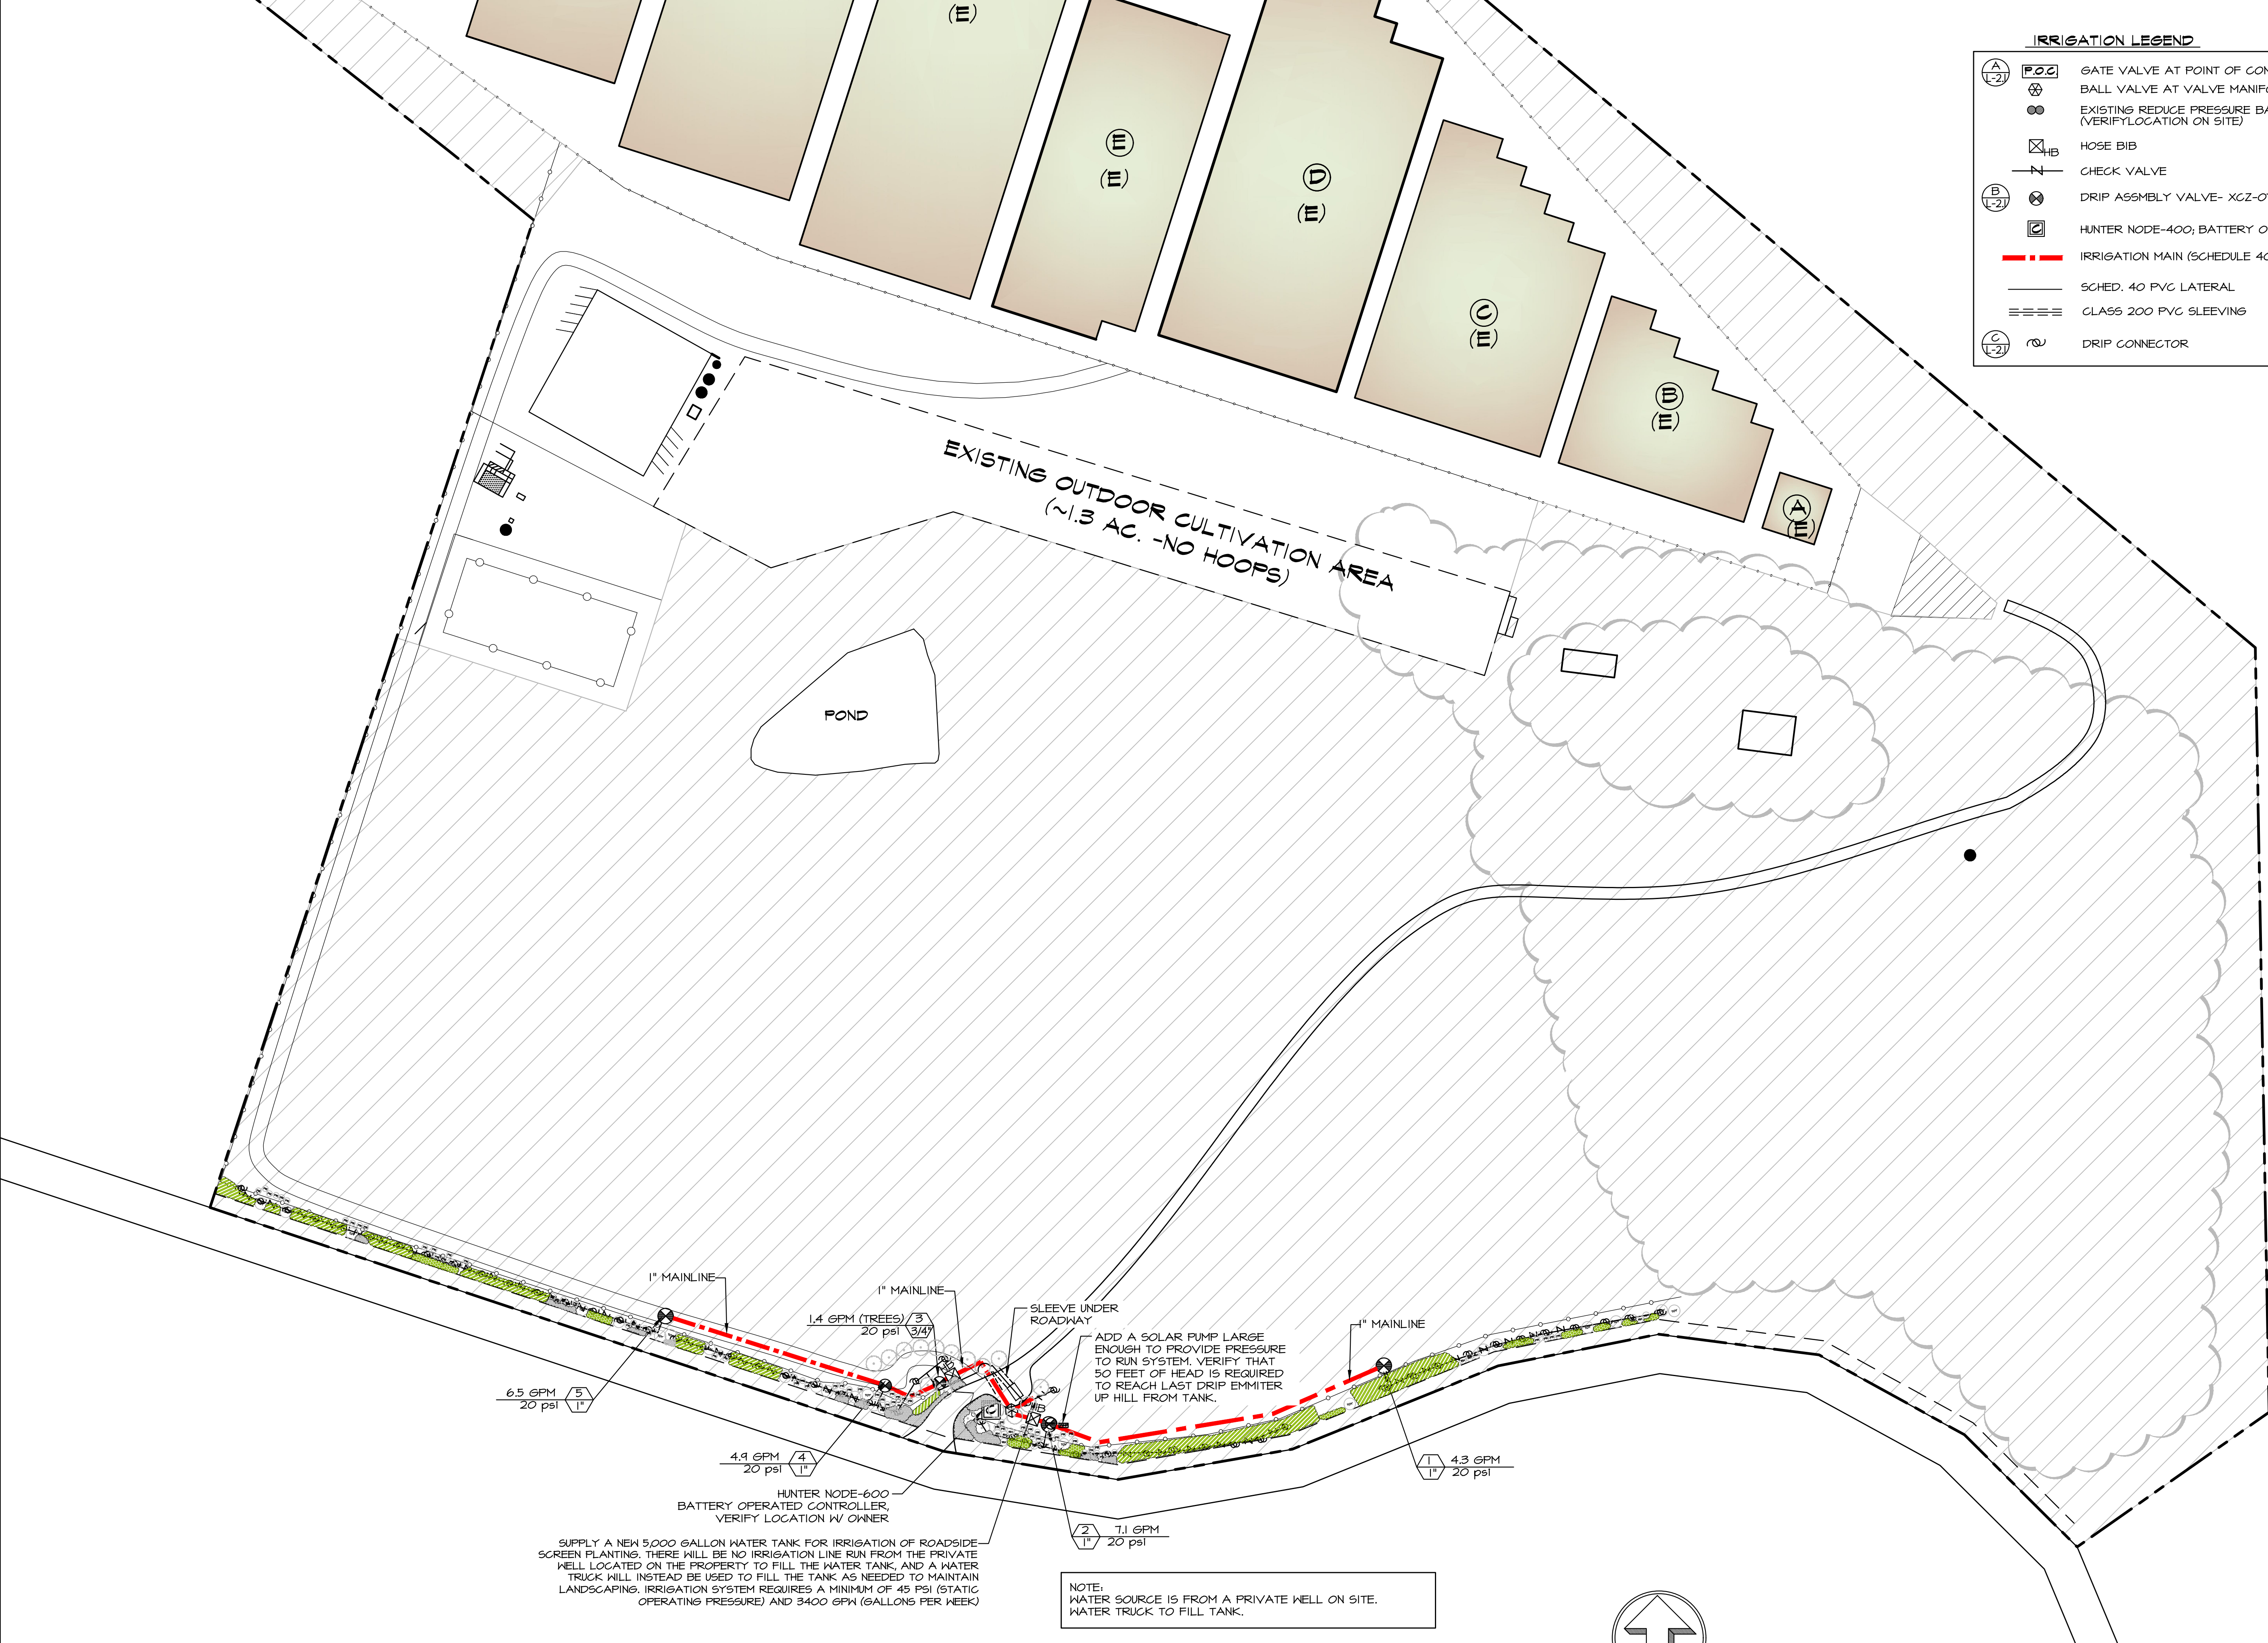 (E)
E
(E)
D
(E)
C
(E)
B
(E)
A
(E)
IRRIGATION LEGEND
A
L-2.1
P.O.C.
GATE VALVE AT POINT OF
BALL VALVE AT VALVE
EXISTING REDUCE PRESSURE
(VERIFYLOCATION ON SITE)
HB
HOSE BIB
CHECK VALVE
B
L-2.1
DRIP ASSMBLY VALVE-
C
HUNTER NODE-400; BATTERY
IRRIGATION MAIN (SCHEDULE
SCHED. 40 PVC LATERAL
CLASS 200 PVC SLEEVING
C
L-2.1
DRIP CONNECTOR
EXISTING OUTDOOR CULTIVATION AREA
(~1.3 AC. -NO HOOPS)
POND
1" MAINLINE
1" MAINLINE
1.4 GPM (TREES) 3
20 psi 3/4"
SLEEVE UNDER
ROADWAY
ADD A SOLAR PUMP LARGE
ENOUGH TO PROVIDE PRESSURE
TO RUN SYSTEM. VERIFY THAT
50 FEET OF HEAD IS REQUIRED
TO REACH LAST DRIP EMMITER
UP HILL FROM TANK.
1" MAINLINE
6.5 GPM 5
20 psi 1"
C
HB
4.9 GPM 4
20 psi 1"
1 4.3 GPM
1" 20 psi
HUNTER NODE-600
BATTERY OPERATED CONTROLLER,
VERIFY LOCATION W/ OWNER
2 7.1 GPM
1" 20 psi
SUPPLY A NEW 5,000 GALLON WATER TANK FOR IRRIGATION OF ROADSIDE
SCREEN PLANTING. THERE WILL BE NO IRRIGATION LINE RUN FROM THE PRIVATE
WELL LOCATED ON THE PROPERTY TO FILL THE WATER TANK, AND A WATER
TRUCK WILL INSTEAD BE USED TO FILL THE TANK AS NEEDED TO MAINTAIN
LANDSCAPING. IRRIGATION SYSTEM REQUIRES A MINIMUM OF 45 PSI (STATIC
OPERATING PRESSURE) AND 3400 GPW (GALLONS PER WEEK)
NOTE:
WATER SOURCE IS FROM A PRIVATE WELL ON SITE.
WATER TRUCK TO FILL TANK.